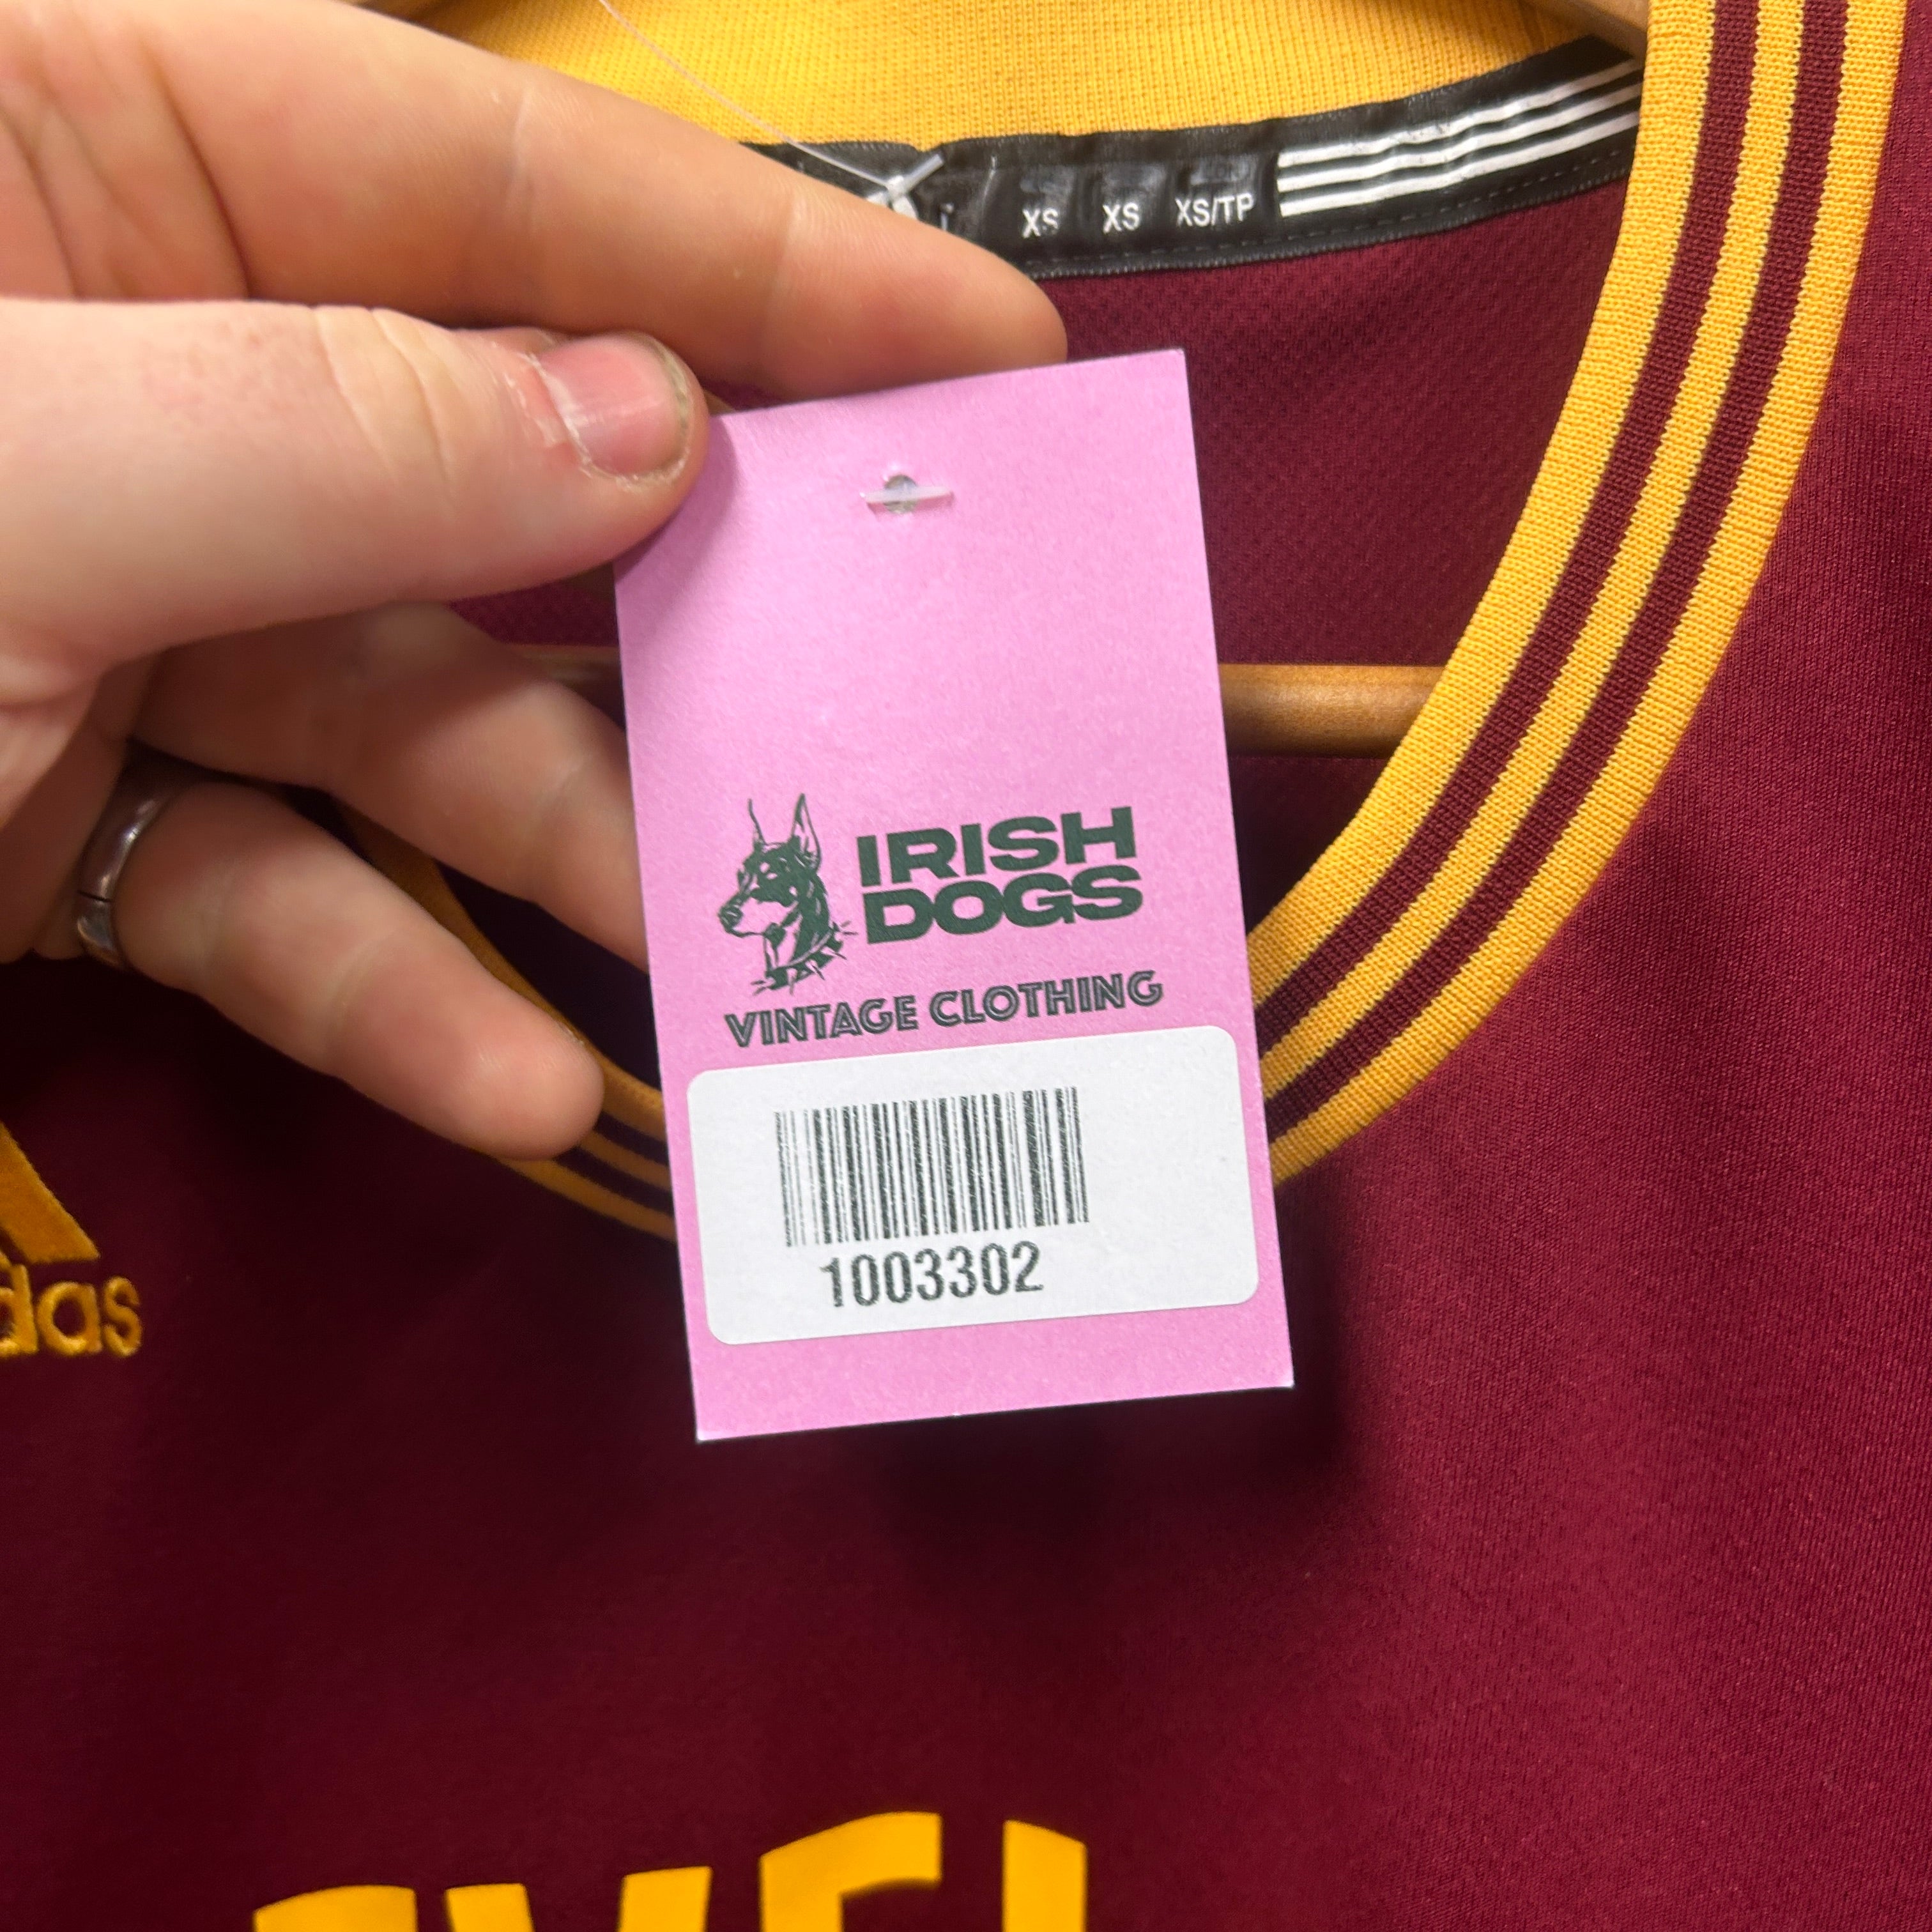 XS XS XS/TP
IRISH
DOGS
VINTAGE CLOTHING
1003302
das